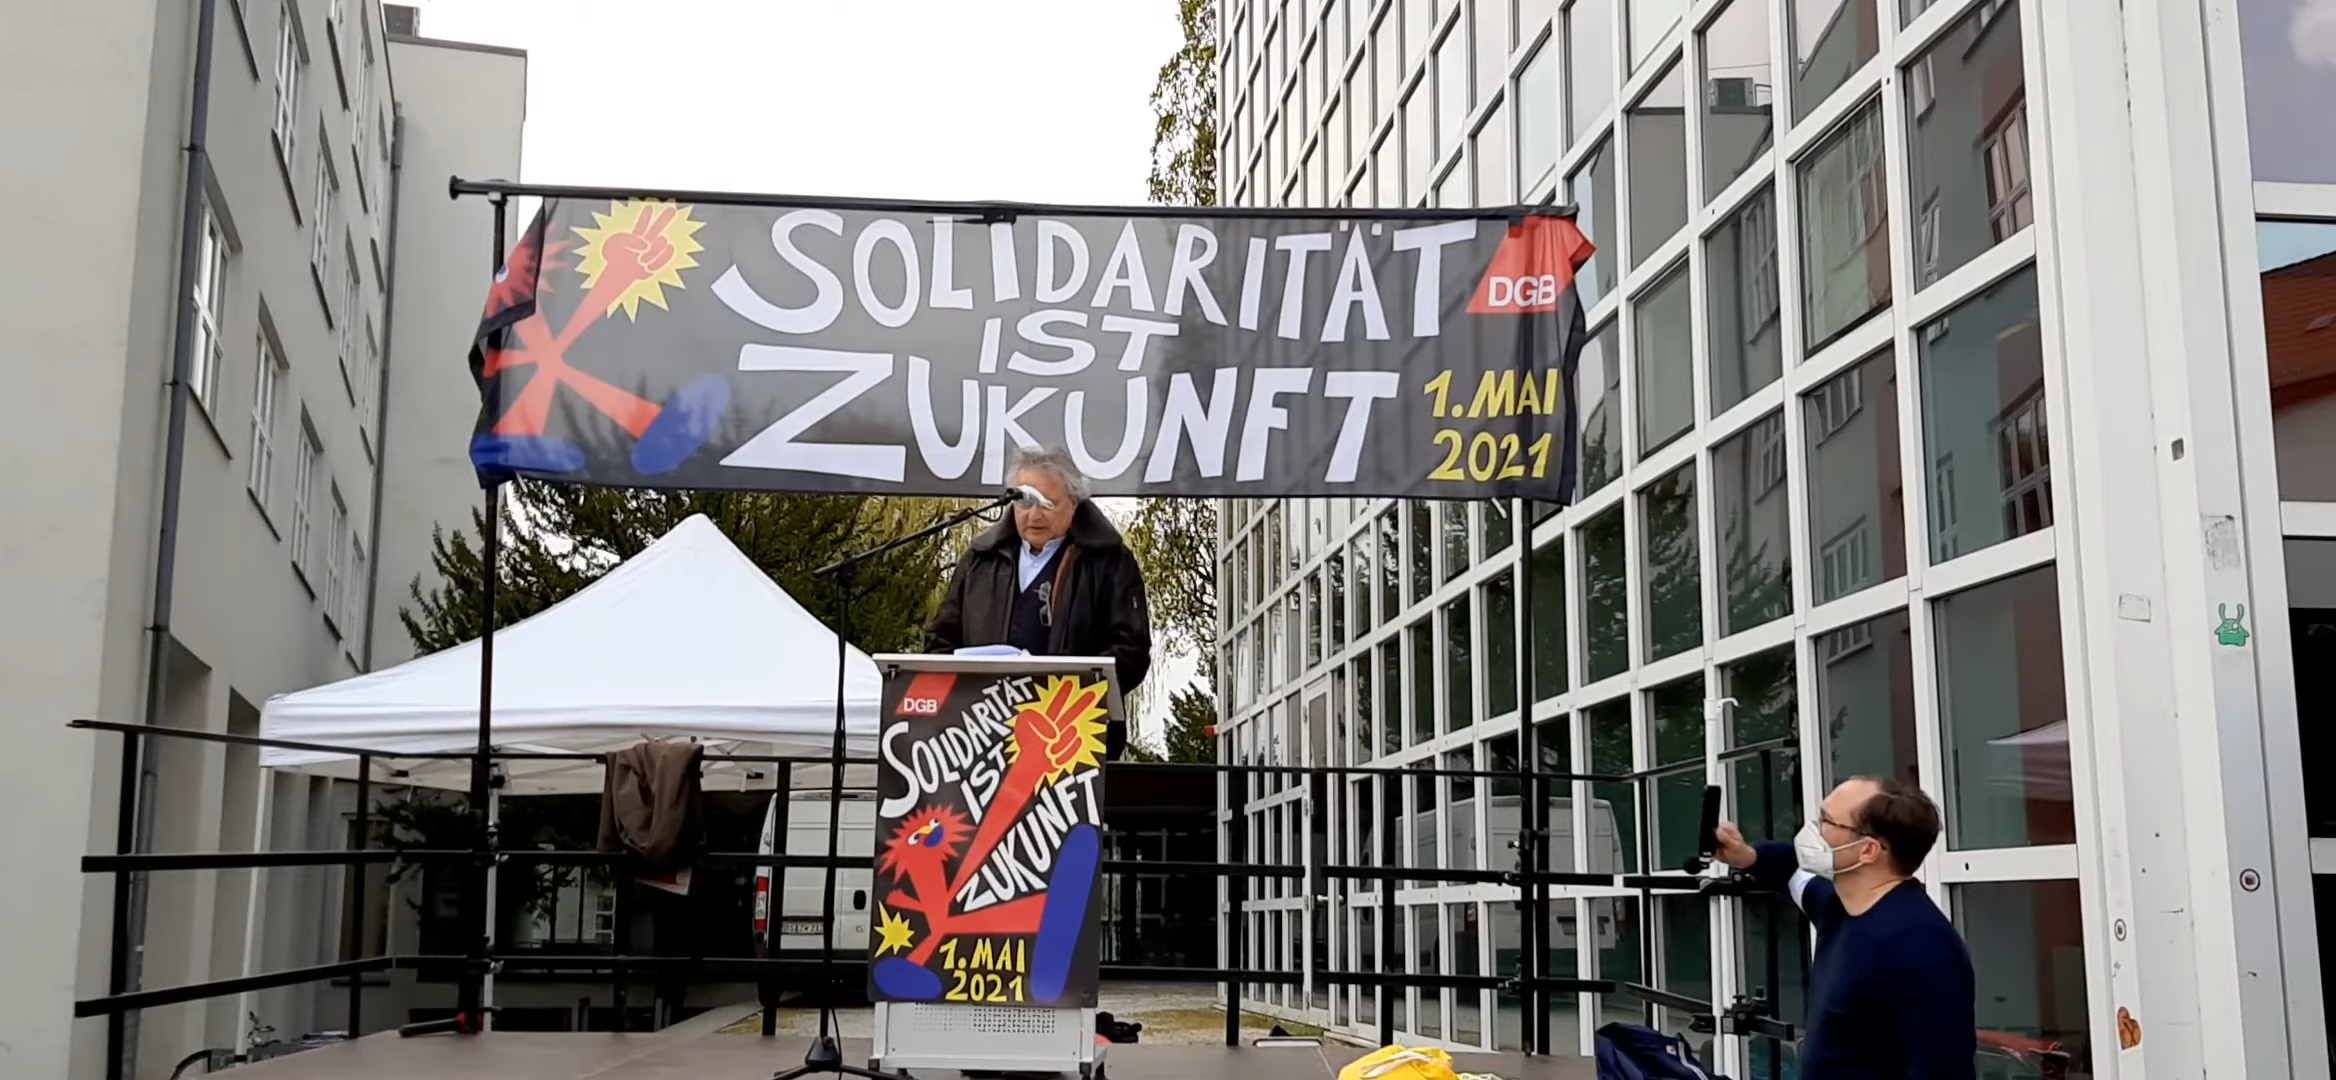 SOLIDARITÄT
IST
ZUKUNFT
DGB
1. MAI
2021
DGB
SOLIDARITÄT
IST
ZUKUNFT
1. MAI
2021